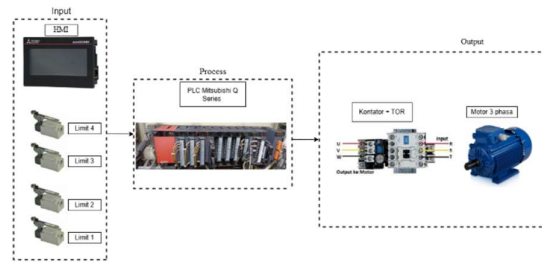 Input
HMI
Limit 4
Limit 3
Limit 2
Limit 1
Process
PLC Mitsubishi Q
Series
Output
Kontator + TOR
Motor 3 phasa
U
V
W
Input
R
S
T
Output ke Motor